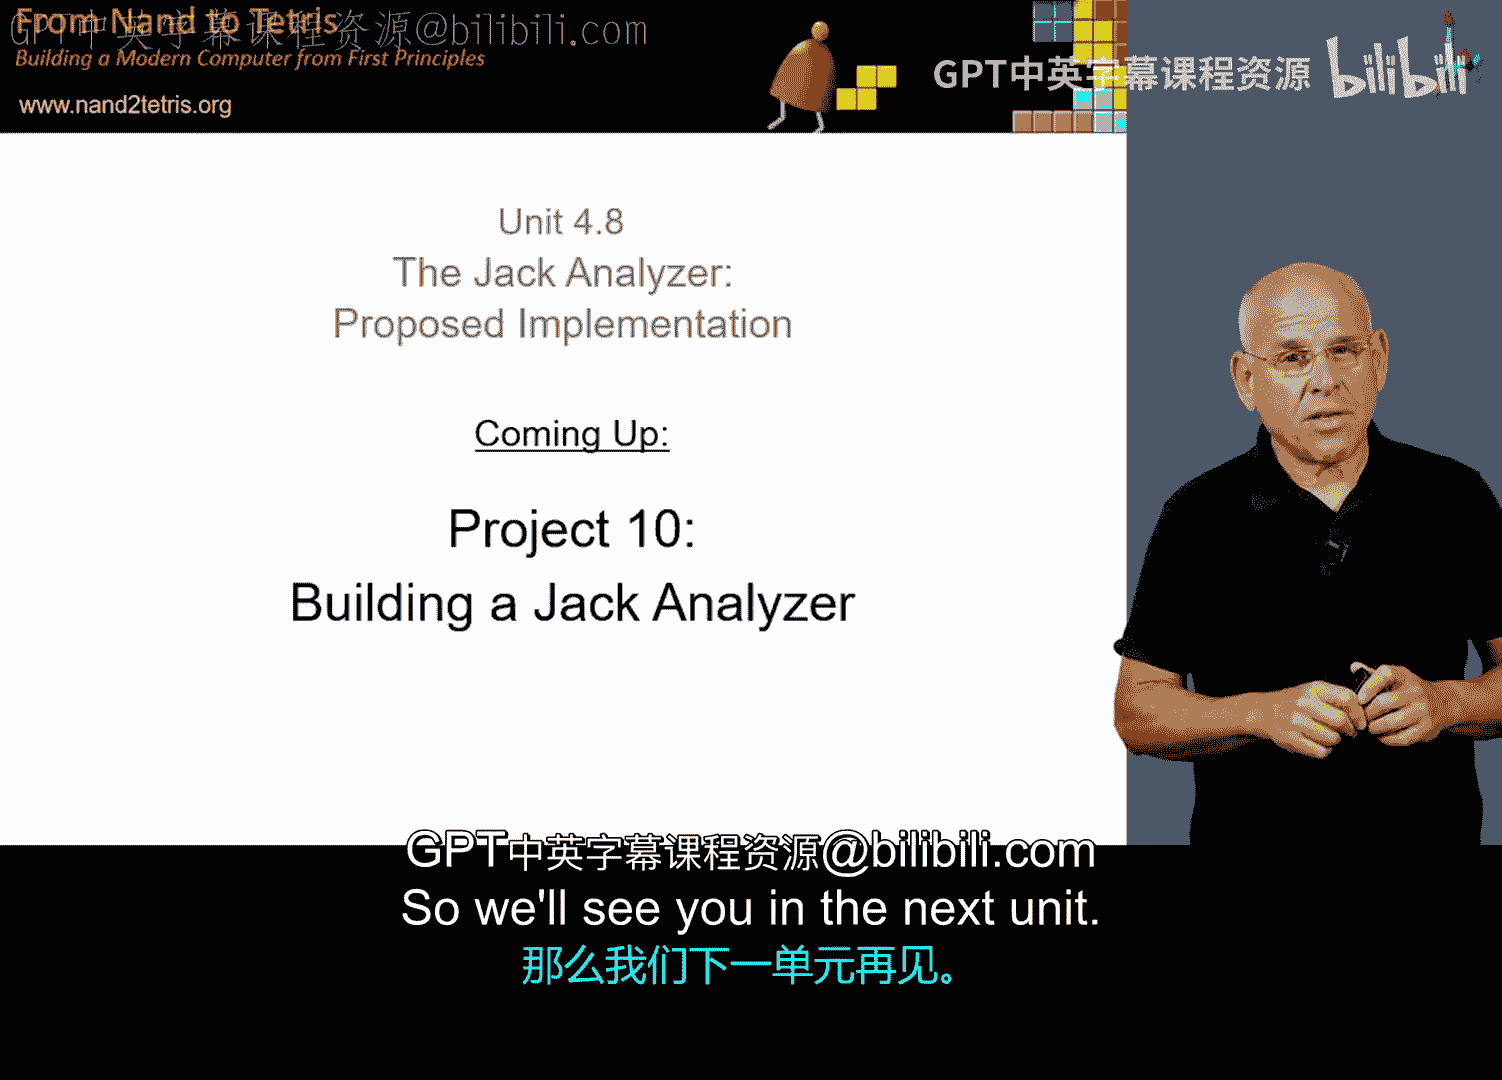 From Nand to Tetris
GPT中英字幕课程资源@bilibili.com
Building a Modern Computer from First Principles
www.nand2tetris.org
GPT中英字幕课程资源 bilibili
Unit 4.8
The Jack Analyzer:
Proposed Implementation
Coming Up:
Project 10:
Building a Jack Analyzer
GPT中英字幕课程资源@bilibili.com
So we'll see you in the next unit.
那么我们下一单元再见。